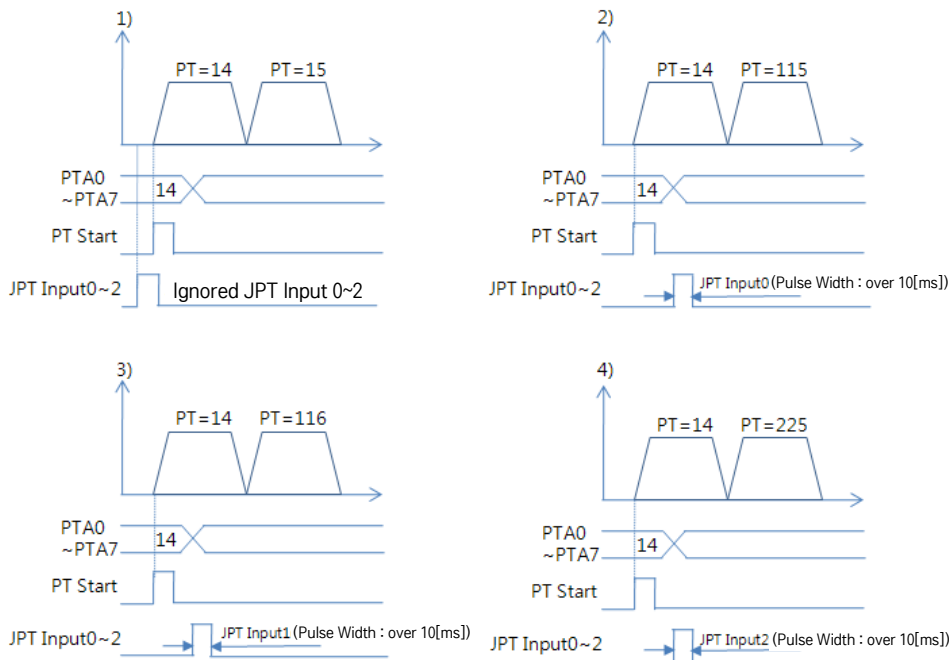 1)
PT=14 PT=15
PTA0
~PTA7
14
PT Start
JPT Input0~2
Ignored JPT Input 0~2
2)
PT=14 PT=115
PTA0
~PTA7
14
PT Start
JPT Input0~2
JPT Input0 (Pulse Width : over 10[ms])
3)
PT=14 PT=116
PTA0
~PTA7
14
PT Start
JPT Input0~2
JPT Input1 (Pulse Width : over 10[ms])
4)
PT=14 PT=225
PTA0
~PTA7
14
PT Start
JPT Input0~2
JPT Input2 (Pulse Width : over 10[ms])